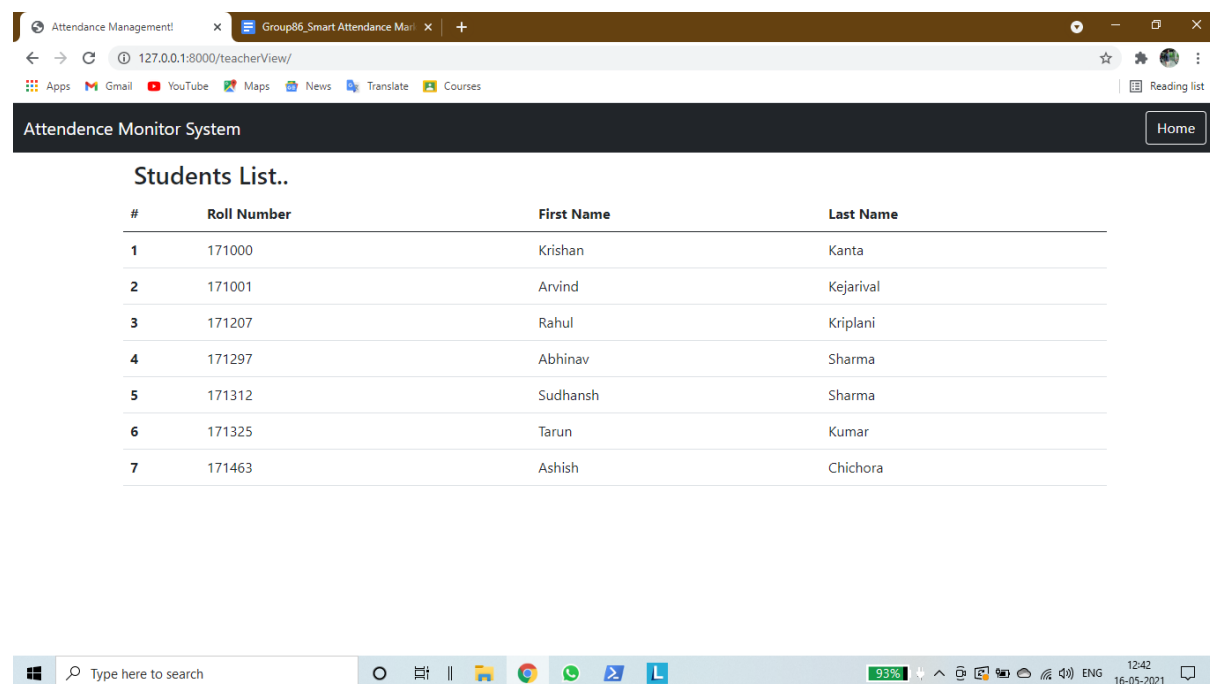 Attendance Management!
Group86_Smart Attendance Mark
127.0.0.1:8000/teacherView/
Apps Gmail YouTube Maps News Translate Courses Reading list
Attendence Monitor System Home
Students List..
# Roll Number First Name Last Name
1 171000 Krishan Kanta
2 171001 Arvind Kejarival
3 171207 Rahul Kriplani
4 171297 Abhinav Sharma
5 171312 Sudhansh Sharma
6 171325 Tarun Kumar
7 171463 Ashish Chichora
Type here to search 93% ENG 12:42
16-05-2021